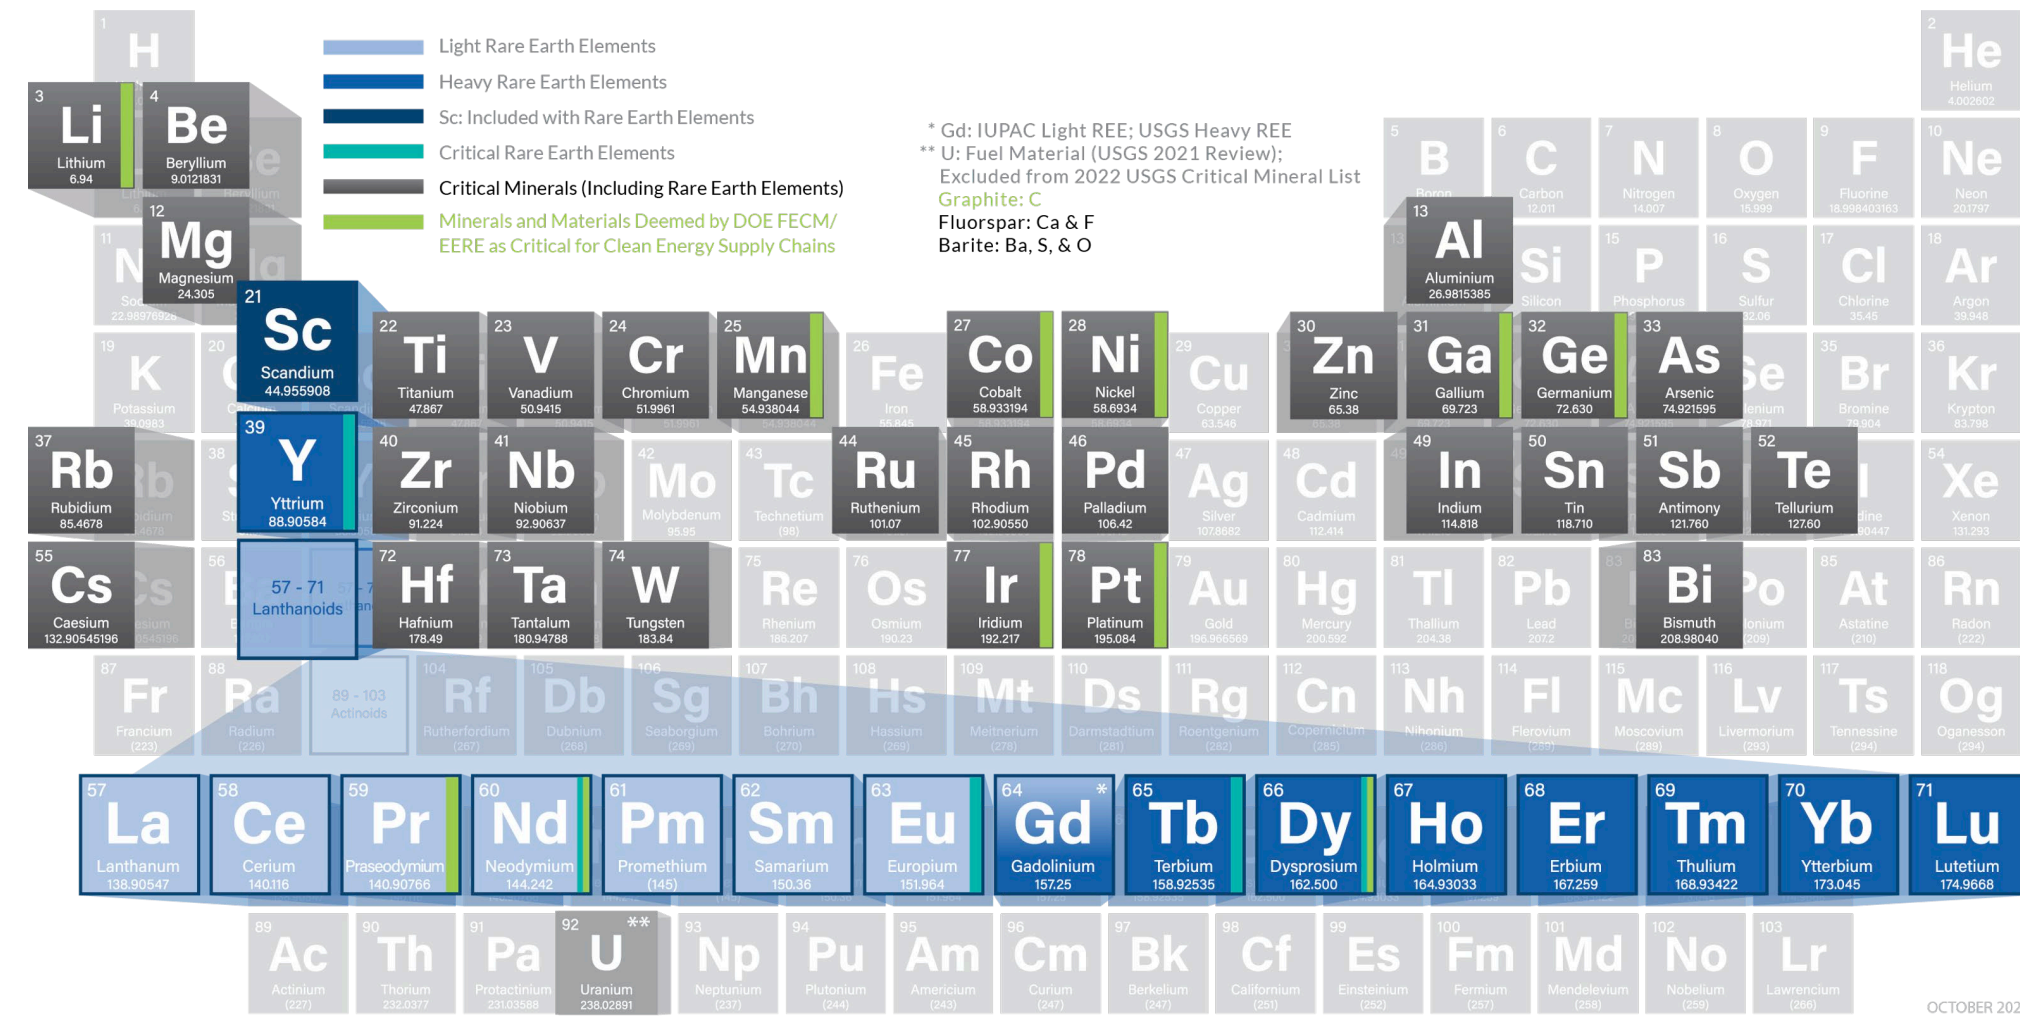 1
H
2
He
Helium
4.002602
Light Rare Earth Elements
Heavy Rare Earth Elements
Sc: Included with Rare Earth Elements
Critical Rare Earth Elements
Critical Minerals (Including Rare Earth Elements)
Minerals and Materials Deemed by DOE FECM/
EERE as Critical for Clean Energy Supply Chains
* Gd: IUPAC Light REE; USGS Heavy REE
** U: Fuel Material (USGS 2021 Review);
Excluded from 2022 USGS Critical Mineral List
Graphite: C
Fluorspar: Ca & F
Barite: Ba, S, & O
3
Li
Lithium
6.94
4
Be
Beryllium
9.0121831
5
B
Boron
6
C
Carbon
12.011
7
N
Nitrogen
14.007
8
O
Oxygen
15.999
9
F
Fluorine
18.998403163
10
Ne
Neon
20.1797
11
N
22.98976928
12
Mg
Magnesium
24.305
13
Al
Aluminium
26.9815385
Si
Silicon
15
P
Phosphorus
16
S
Sulfur
32.06
17
Cl
Chlorine
35.45
18
Ar
Argon
39.948
19
K
Potassium
39.0983
20
21
Sc
Scandium
44.955908
22
Ti
Titanium
47.867
23
V
Vanadium
50.9415
24
Cr
Chromium
51.9961
25
Mn
Manganese
54.938044
26
Fe
Iron
55.845
27
Co
Cobalt
58.933194
28
Ni
Nickel
58.6934
29
Cu
Copper
63.546
30
Zn
Zinc
65.38
31
Ga
Gallium
69.723
32
Ge
Germanium
72.630
33
As
Arsenic
74.921595
Se
78.971
35
Br
Bromine
79.904
36
Kr
Krypton
83.798
37
Rb
Rubidium
85.4678
38
39
Y
Yttrium
88.90584
40
Zr
Zirconium
91.224
41
Nb
Niobium
92.90637
42
Mo
Molybdenum
95.95
43
Tc
Technetium
(98)
44
Ru
Ruthenium
101.07
45
Rh
Rhodium
102.90550
46
Pd
Palladium
106.42
47
Ag
Silver
107.8682
48
Cd
Cadmium
112.414
49
In
Indium
114.818
50
Sn
Tin
118.710
51
Sb
Antimony
121.760
52
Te
Tellurium
127.60
I
54
Xe
Xenon
131.293
55
Cs
Caesium
132.90545196
56
57 - 71
Lanthanoids
72
Hf
Hafnium
178.49
73
Ta
Tantalum
180.94788
74
W
Tungsten
183.84
75
Re
Rhenium
186.207
76
Os
Osmium
190.23
77
Ir
Iridium
192.217
78
Pt
Platinum
195.084
79
Au
Gold
196.966569
80
Hg
Mercury
200.592
81
Tl
Thallium
204.38
82
Pb
Lead
207.2
83
Bi
Bismuth
208.98040
Po
(209)
85
At
Astatine
(210)
86
Rn
Radon
(222)
87
Fr
Francium
(223)
88
Ra
Radium
(226)
89 - 103
Actinoids
104
Rf
Rutherfordium
(267)
105
Db
Dubnium
(268)
106
Sg
Seaborgium
(269)
107
Bh
Bohrium
(270)
108
Hs
Hassium
(269)
109
Mt
Meitnerium
(278)
110
Ds
Darmstadtium
(281)
111
Rg
Roentgenium
(282)
112
Cn
Copernicium
(285)
113
Nh
Nihonium
(286)
114
Fl
Flerovium
(289)
115
Mc
Moscovium
(289)
116
Lv
Livermorium
(293)
117
Ts
Tennessine
(294)
118
Og
Oganesson
(294)
57
La
Lanthanum
138.90547
58
Ce
Cerium
140.116
59
Pr
Praseodymium
140.90766
60
Nd
Neodymium
144.242
61
Pm
Promethium
(145)
62
Sm
Samarium
150.36
63
Eu
Europium
151.964
64 *
Gd
Gadolinium
157.25
65
Tb
Terbium
158.92535
66
Dy
Dysprosium
162.500
67
Ho
Holmium
164.93033
68
Er
Erbium
167.259
69
Tm
Thulium
168.93422
70
Yb
Ytterbium
173.045
71
Lu
Lutetium
174.9668
89
Ac
Actinium
(227)
90
Th
Thorium
232.0377
91
Pa
Protactinium
231.03588
92 **
U
Uranium
238.02891
93
Np
Neptunium
(237)
94
Pu
Plutonium
(244)
95
Am
Americium
(243)
96
Cm
Curium
(247)
97
Bk
Berkelium
(247)
98
Cf
Californium
(251)
99
Es
Einsteinium
(252)
100
Fm
Fermium
(257)
101
Md
Mendelevium
(258)
102
No
Nobelium
(259)
103
Lr
Lawrencium
(266)
OCTOBER 202